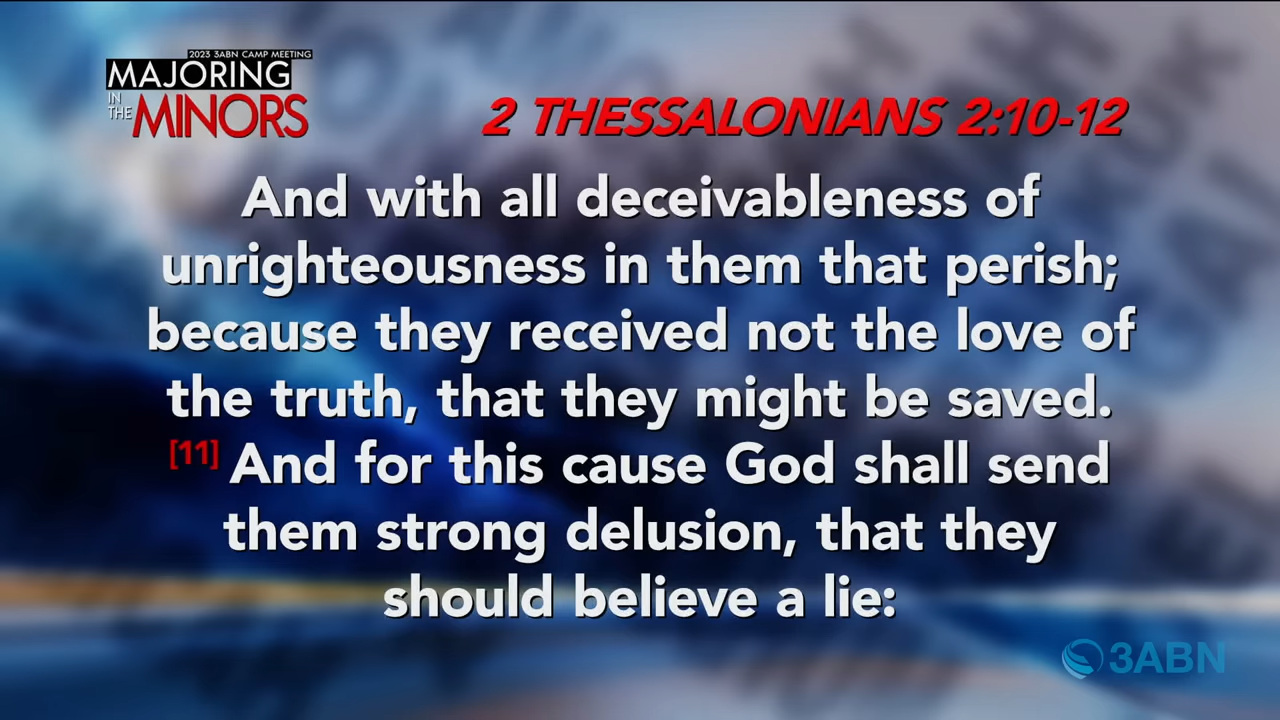 2023 3ABN CAMP MEETING
MAJORING
IN THE
MINORS
2 THESSALONIANS 2:10-12
And with all deceivableness of
unrighteousness in them that perish;
because they received not the love of
the truth, that they might be saved.
[11] And for this cause God shall send
them strong delusion, that they
should believe a lie:
3ABN